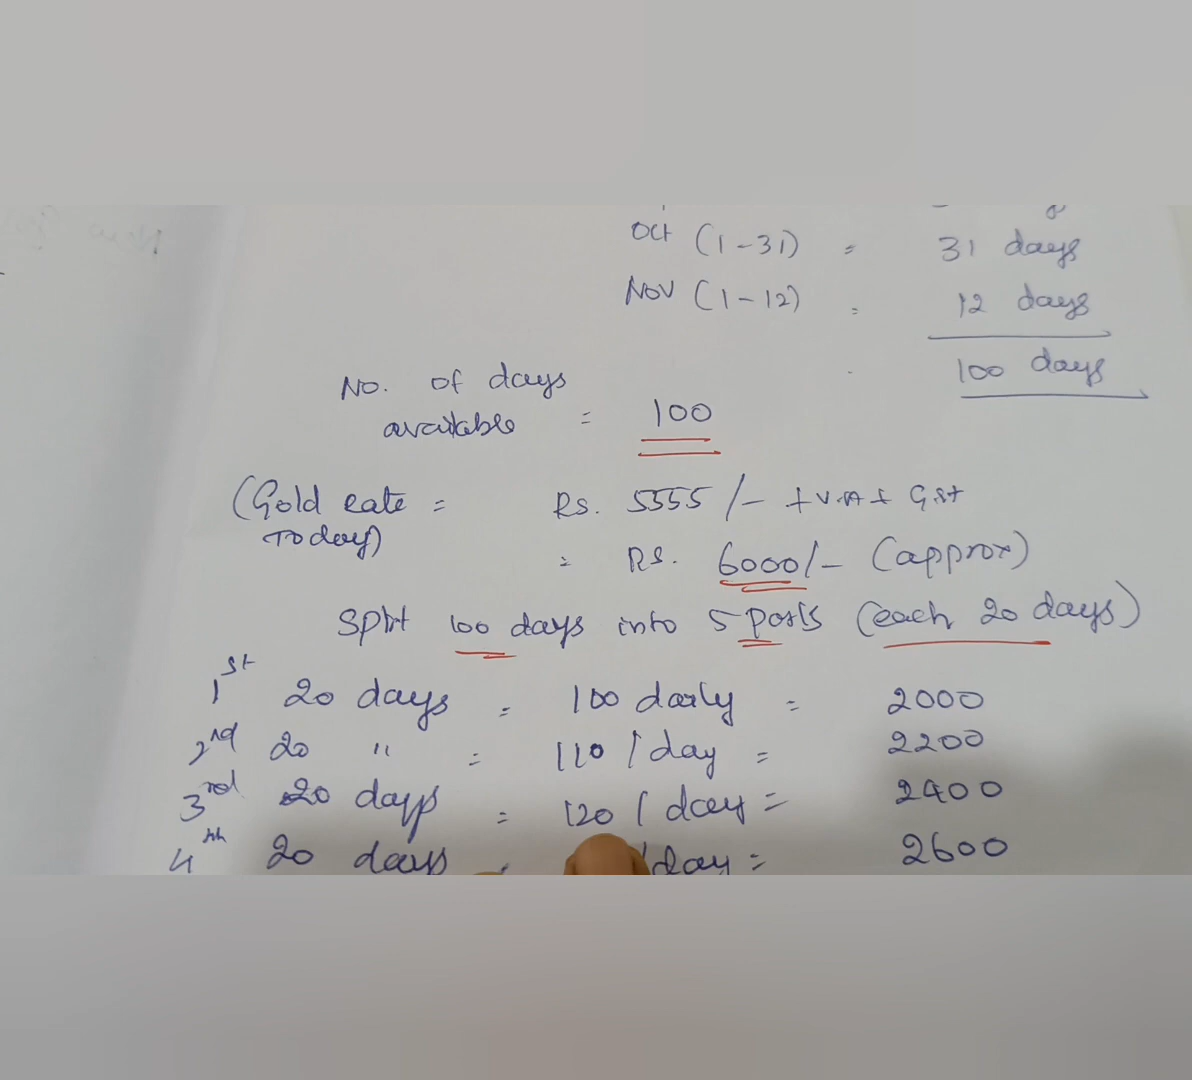 Oct (1-31) = 31 days
Nov (1-12) = 12 days
100 days
No. of days
available = 100
(Gold rate = Rs. 5555/- + V.A + Gst
Today)
= Rs. 6000/- (approx)
Split 100 days into 5 parts (each 20 days)
1st 20 days = 100 daily = 2000
2nd 20 " = 110/day = 2200
3rd 20 days = 120/day = 2400
4th 20 days /day = 2600